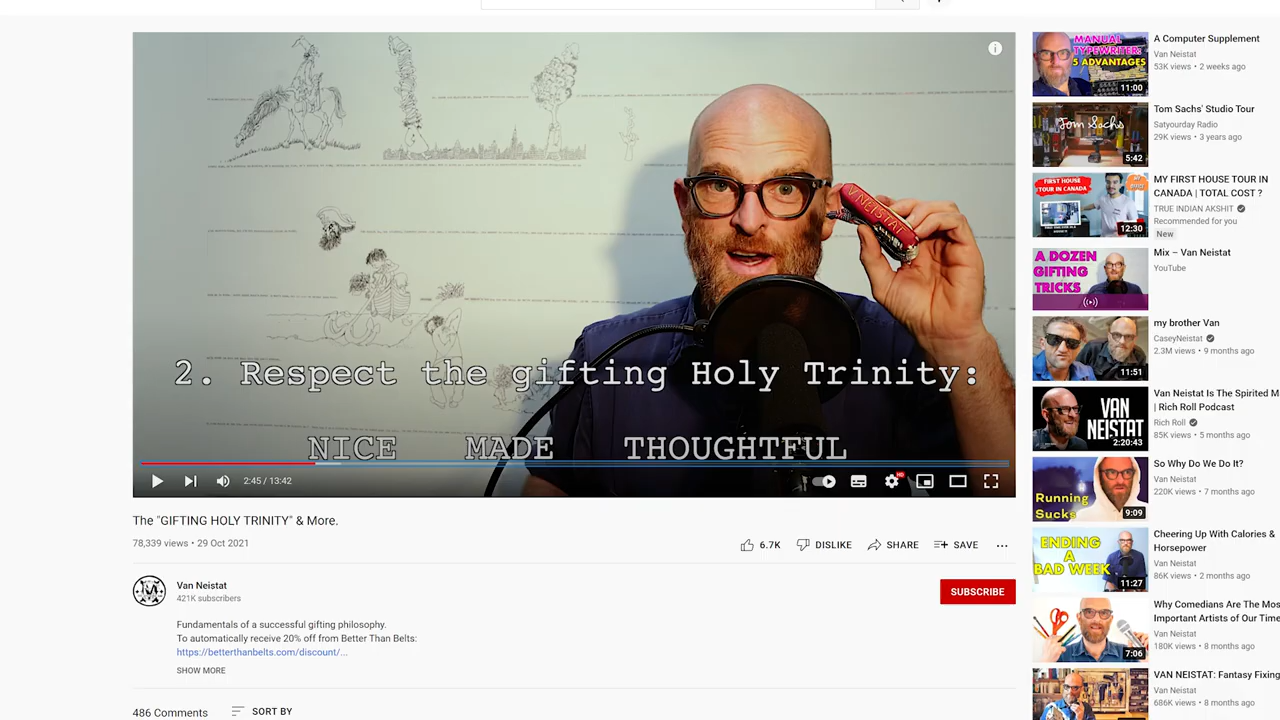 V.NEISTAT
2. Respect the gifting Holy Trinity:
NICE MADE THOUGHTFUL
2:45 / 13:42
HD
The "GIFTING HOLY TRINITY" & More.
78,339 views • 29 Oct 2021
6.7K DISLIKE SHARE SAVE
Van Neistat
421K subscribers
SUBSCRIBE
Fundamentals of a successful gifting philosophy.
To automatically receive 20% off from Better Than Belts:
https://betterthanbelts.com/discount/...
SHOW MORE
486 Comments SORT BY
MANUAL
TYPEWRITER:
5 ADVANTAGES
11:00
A Computer Supplement
Van Neistat
53K views • 2 weeks ago
Tom Sachs
5:42
Tom Sachs' Studio Tour
Satyourday Radio
29K views • 3 years ago
FIRST HOUSE
TOUR IN CANADA
12:30
MY FIRST HOUSE TOUR IN
CANADA | TOTAL COST ?
TRUE INDIAN AKSHIT
Recommended for you
New
A DOZEN
GIFTING
TRICKS
Mix – Van Neistat
YouTube
11:51
my brother Van
CaseyNeistat
2.3M views • 9 months ago
VAN
NEISTAT
2:20:43
Van Neistat Is The Spirited M
| Rich Roll Podcast
Rich Roll
85K views • 5 months ago
Running
Sucks
9:09
So Why Do We Do It?
Van Neistat
220K views • 7 months ago
ENDING
A
BAD WEEK
11:27
Cheering Up With Calories &
Horsepower
Van Neistat
86K views • 2 months ago
7:06
Why Comedians Are The Mos
Important Artists of Our Time
Van Neistat
180K views • 8 months ago
VAN NEISTAT: Fantasy Fixing
Van Neistat
686K views • 8 months ago